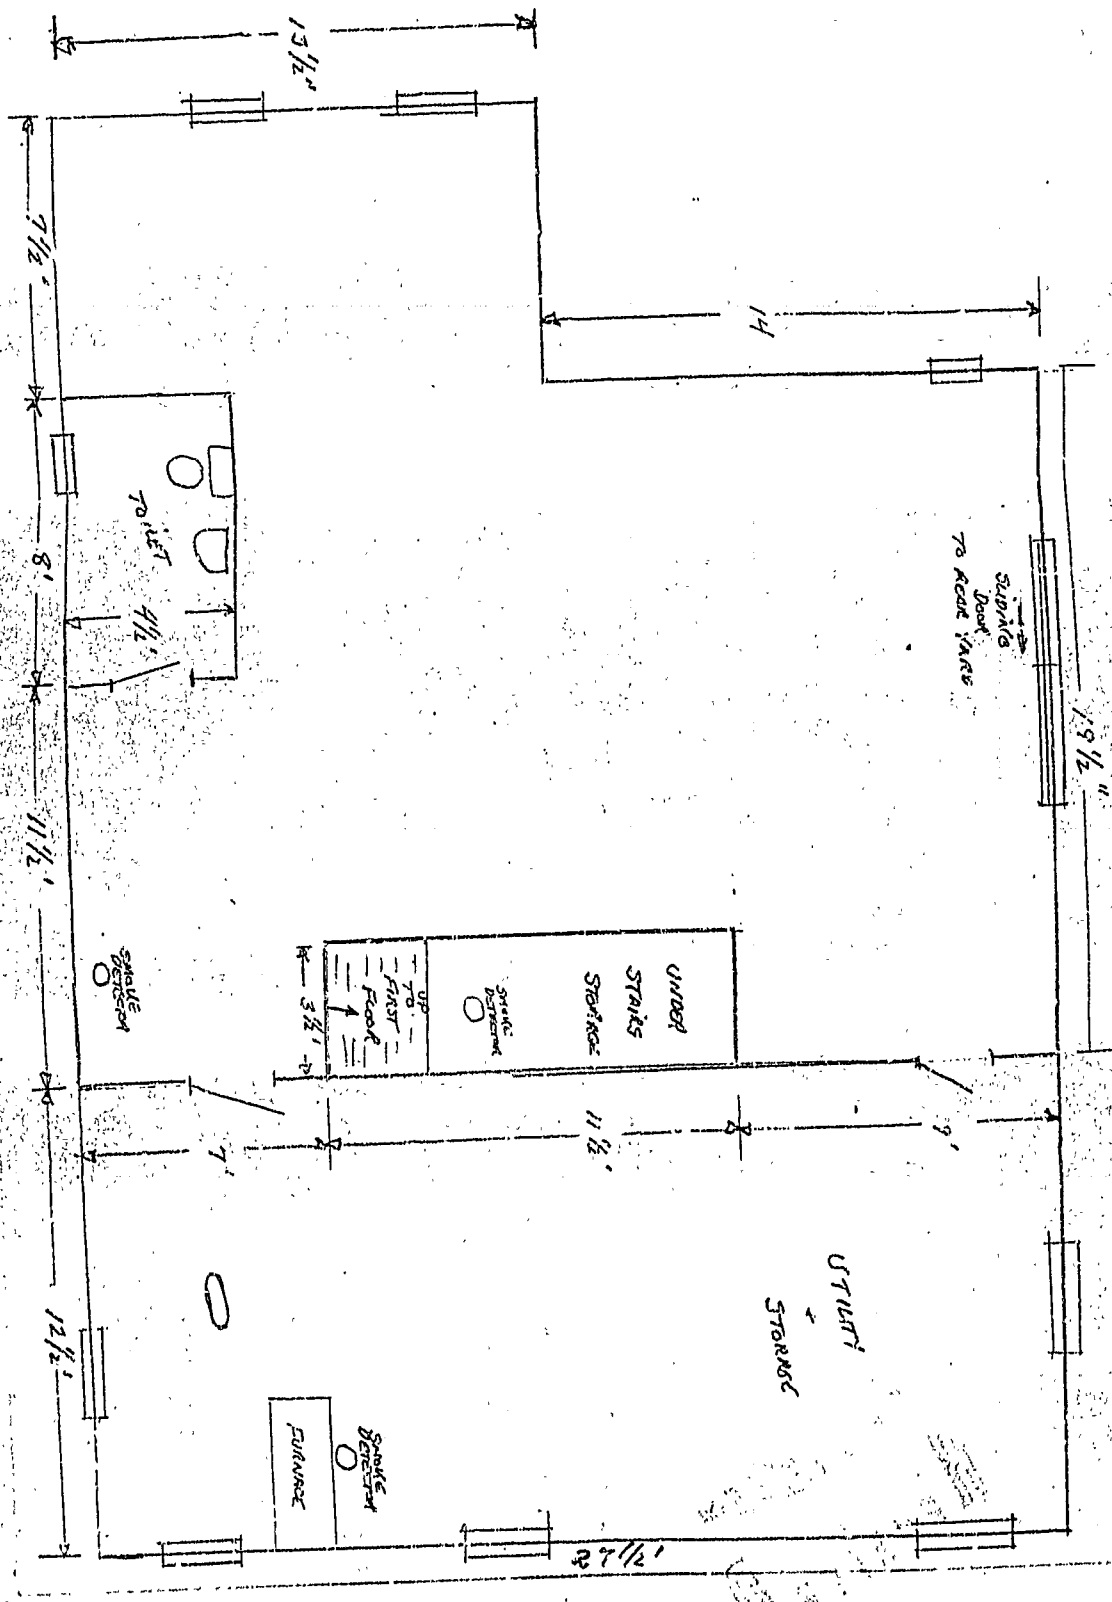 13½"
14
7½'
8'
11½'
12½'
TOILET
4½'
SLIDING
DOOR
TO REAR YARD
19½"
SMOKE
DETECTOR
UP
TO
FIRST
FLOOR
3½'
SMOKE
DETECTOR
UNDER
STAIRS
STORAGE
7'
11½'
9'
UTILITY
+
STORAGE
FURNACE
SMOKE
DETECTOR
27½'